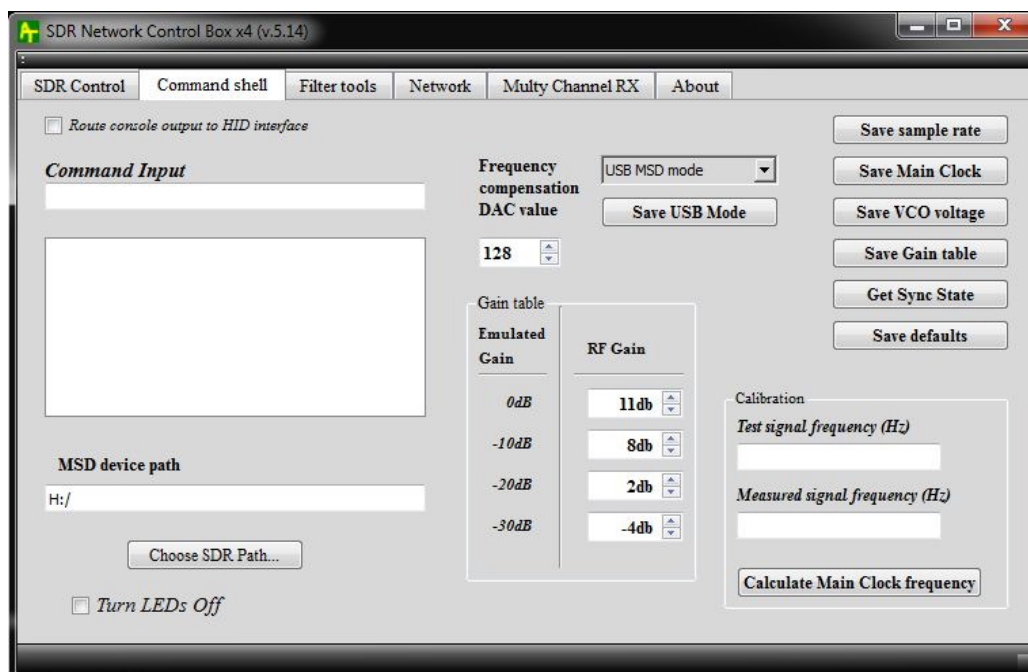 SDR Network Control Box x4 (v.5.14)
SDR Control
Command shell
Filter tools
Network
Multy Channel RX
About
Route console output to HID interface
Command Input
MSD device path
H:/
Choose SDR Path...
Turn LEDs Off
Frequency
compensation
DAC value
128
USB MSD mode
Save USB Mode
Gain table
Emulated
Gain
RF Gain
0dB
11db
-10dB
8db
-20dB
2db
-30dB
-4db
Save sample rate
Save Main Clock
Save VCO voltage
Save Gain table
Get Sync State
Save defaults
Calibration
Test signal frequency (Hz)
Measured signal frequency (Hz)
Calculate Main Clock frequency